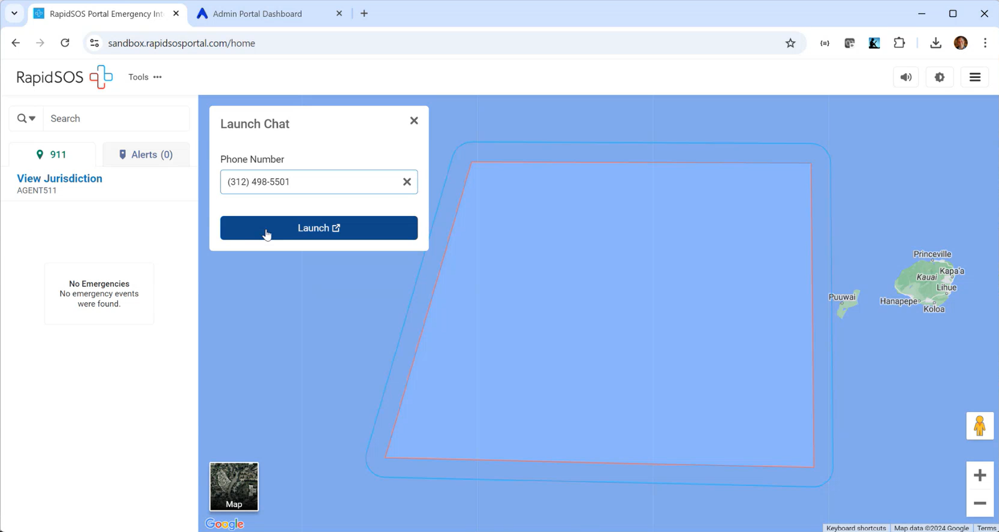 RapidSOS Portal Emergency Int
Admin Portal Dashboard
sandbox.rapidsosportal.com/home
RapidSOS
Tools •••
Search
911
Alerts (0)
View Jurisdiction
AGENT511
No Emergencies
No emergency events
were found.
Launch Chat
Phone Number
(312) 498-5501
Launch
Princeville
Kapa'a
Kauai
Lihue
Puuwai
Hanapepe
Koloa
Map
Google
Keyboard shortcuts
Map data ©2024 Google
Terms